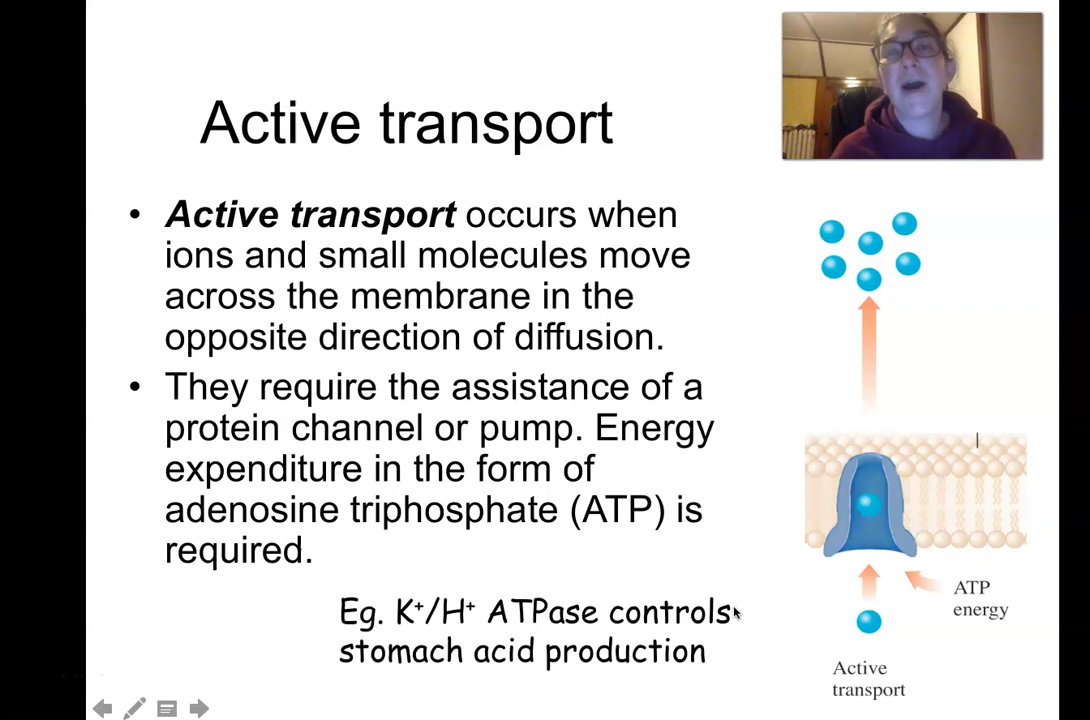 Active transport
• Active transport occurs when
ions and small molecules move
across the membrane in the
opposite direction of diffusion.
• They require the assistance of a
protein channel or pump. Energy
expenditure in the form of
adenosine triphosphate (ATP) is
required.
Eg. K⁺/H⁺ ATPase controls
stomach acid production
ATP
energy
Active
transport